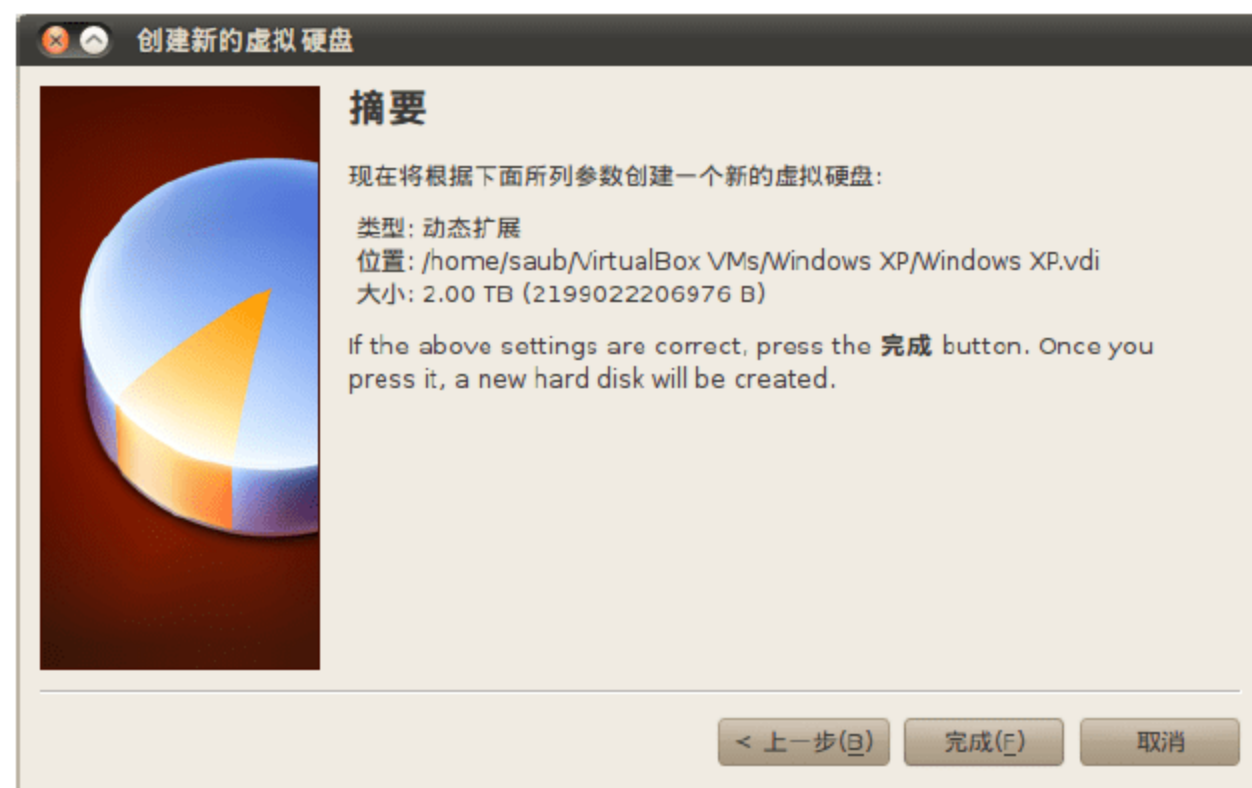 创建新的虚拟硬盘
摘要
现在将根据下面所列参数创建一个新的虚拟硬盘:
类型: 动态扩展
位置: /home/saub/VirtualBox VMs/Windows XP/Windows XP.vdi
大小: 2.00 TB (2199022206976 B)
If the above settings are correct, press the 完成 button. Once you
press it, a new hard disk will be created.
< 上一步(B) 完成(F) 取消